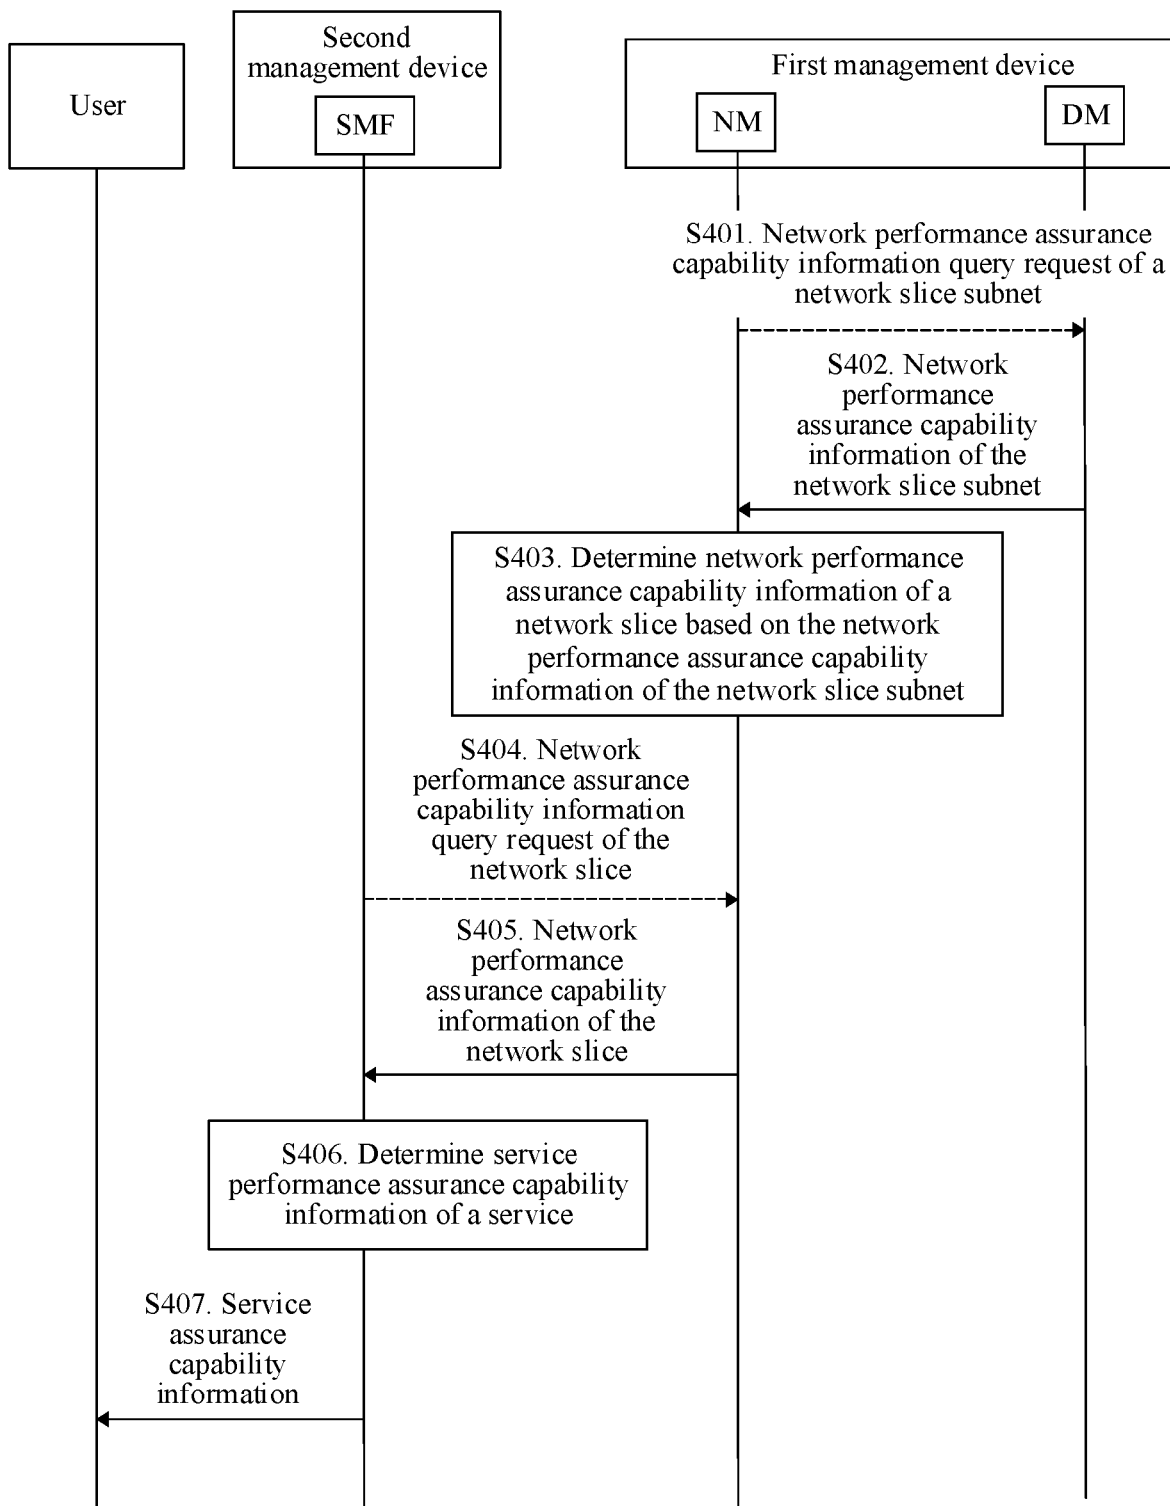 User
Second
management device
SMF
First management device
NM
DM
S401. Network performance assurance
capability information query request of a
network slice subnet
S402. Network
performance
assurance capability
information of the
network slice subnet
S403. Determine network performance
assurance capability information of a
network slice based on the network
performance assurance capability
information of the network slice subnet
S404. Network
performance assurance
capability information
query request of the
network slice
S405. Network
performance
assurance capability
information of the
network slice
S406. Determine service
performance assurance capability
information of a service
S407. Service
assurance
capability
information